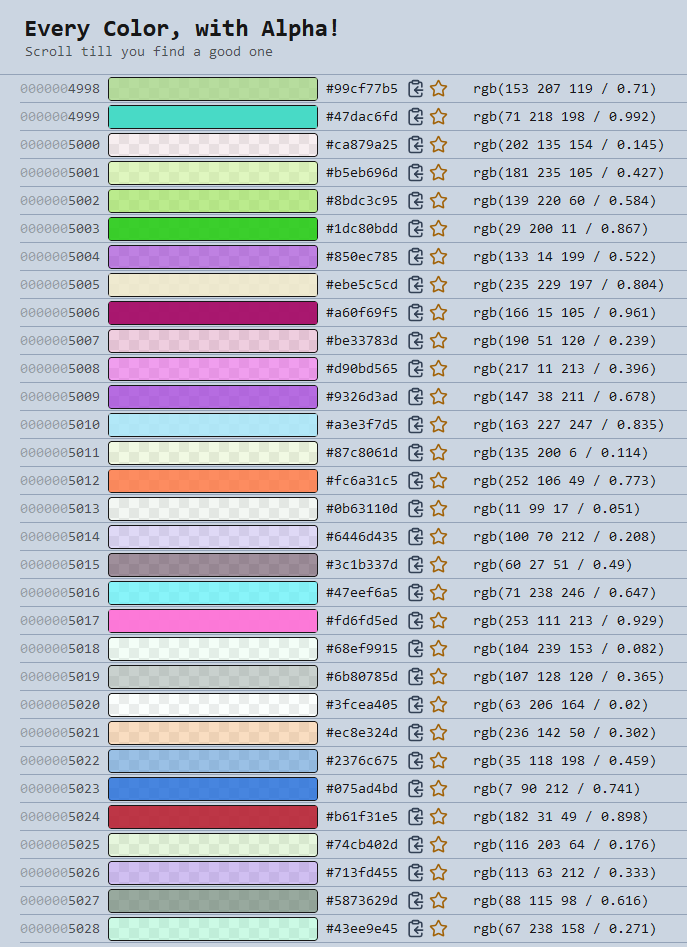 Every Color, with Alpha!
Scroll till you find a good one
0000004998 #99cf77b5 rgb(153 207 119 / 0.71)
0000004999 #47dac6fd rgb(71 218 198 / 0.992)
0000005000 #ca879a25 rgb(202 135 154 / 0.145)
0000005001 #b5eb696d rgb(181 235 105 / 0.427)
0000005002 #8bdc3c95 rgb(139 220 60 / 0.584)
0000005003 #1dc80bdd rgb(29 200 11 / 0.867)
0000005004 #850ec785 rgb(133 14 199 / 0.522)
0000005005 #ebe5c5cd rgb(235 229 197 / 0.804)
0000005006 #a60f69f5 rgb(166 15 105 / 0.961)
0000005007 #be33783d rgb(190 51 120 / 0.239)
0000005008 #d90bd565 rgb(217 11 213 / 0.396)
0000005009 #9326d3ad rgb(147 38 211 / 0.678)
0000005010 #a3e3f7d5 rgb(163 227 247 / 0.835)
0000005011 #87c8061d rgb(135 200 6 / 0.114)
0000005012 #fc6a31c5 rgb(252 106 49 / 0.773)
0000005013 #0b63110d rgb(11 99 17 / 0.051)
0000005014 #6446d435 rgb(100 70 212 / 0.208)
0000005015 #3c1b337d rgb(60 27 51 / 0.49)
0000005016 #47eef6a5 rgb(71 238 246 / 0.647)
0000005017 #fd6fd5ed rgb(253 111 213 / 0.929)
0000005018 #68ef9915 rgb(104 239 153 / 0.082)
0000005019 #6b80785d rgb(107 128 120 / 0.365)
0000005020 #3fcea405 rgb(63 206 164 / 0.02)
0000005021 #ec8e324d rgb(236 142 50 / 0.302)
0000005022 #2376c675 rgb(35 118 198 / 0.459)
0000005023 #075ad4bd rgb(7 90 212 / 0.741)
0000005024 #b61f31e5 rgb(182 31 49 / 0.898)
0000005025 #74cb402d rgb(116 203 64 / 0.176)
0000005026 #713fd455 rgb(113 63 212 / 0.333)
0000005027 #5873629d rgb(88 115 98 / 0.616)
0000005028 #43ee9e45 rgb(67 238 158 / 0.271)